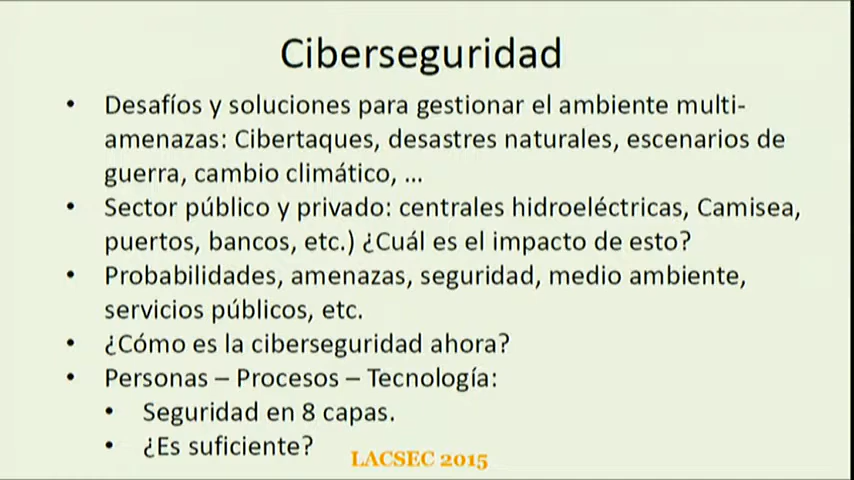 Ciberseguridad
• Desafíos y soluciones para gestionar el ambiente multi-
amenazas: Cibertaques, desastres naturales, escenarios de
guerra, cambio climático, ...
• Sector público y privado: centrales hidroeléctricas, Camisea,
puertos, bancos, etc.) ¿Cuál es el impacto de esto?
• Probabilidades, amenazas, seguridad, medio ambiente,
servicios públicos, etc.
• ¿Cómo es la ciberseguridad ahora?
• Personas – Procesos – Tecnología:
• Seguridad en 8 capas.
• ¿Es suficiente?
LACSEC 2015